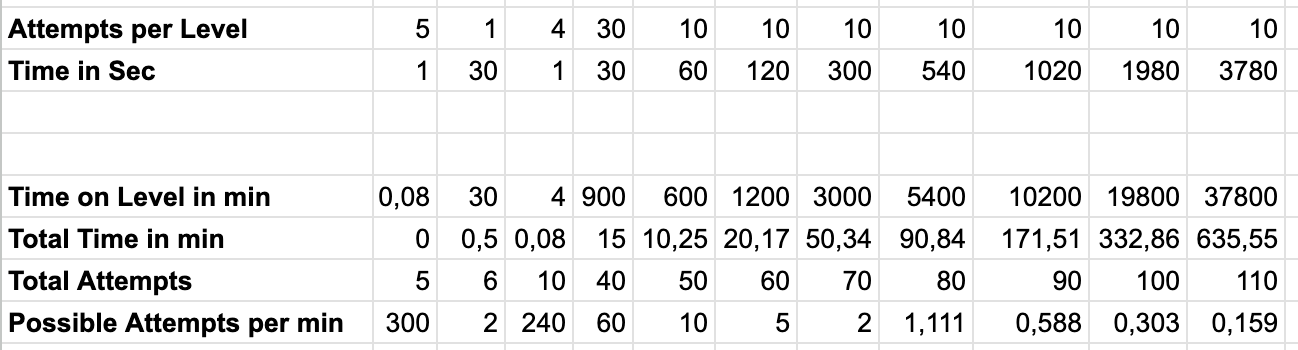 Attempts per Level 5 1 4 30 10 10 10 10 10 10 10
Time in Sec 1 30 1 30 60 120 300 540 1020 1980 3780
Time on Level in min 0,08 30 4 900 600 1200 3000 5400 10200 19800 37800
Total Time in min 0 0,5 0,08 15 10,25 20,17 50,34 90,84 171,51 332,86 635,55
Total Attempts 5 6 10 40 50 60 70 80 90 100 110
Possible Attempts per min 300 2 240 60 10 5 2 1,111 0,588 0,303 0,159